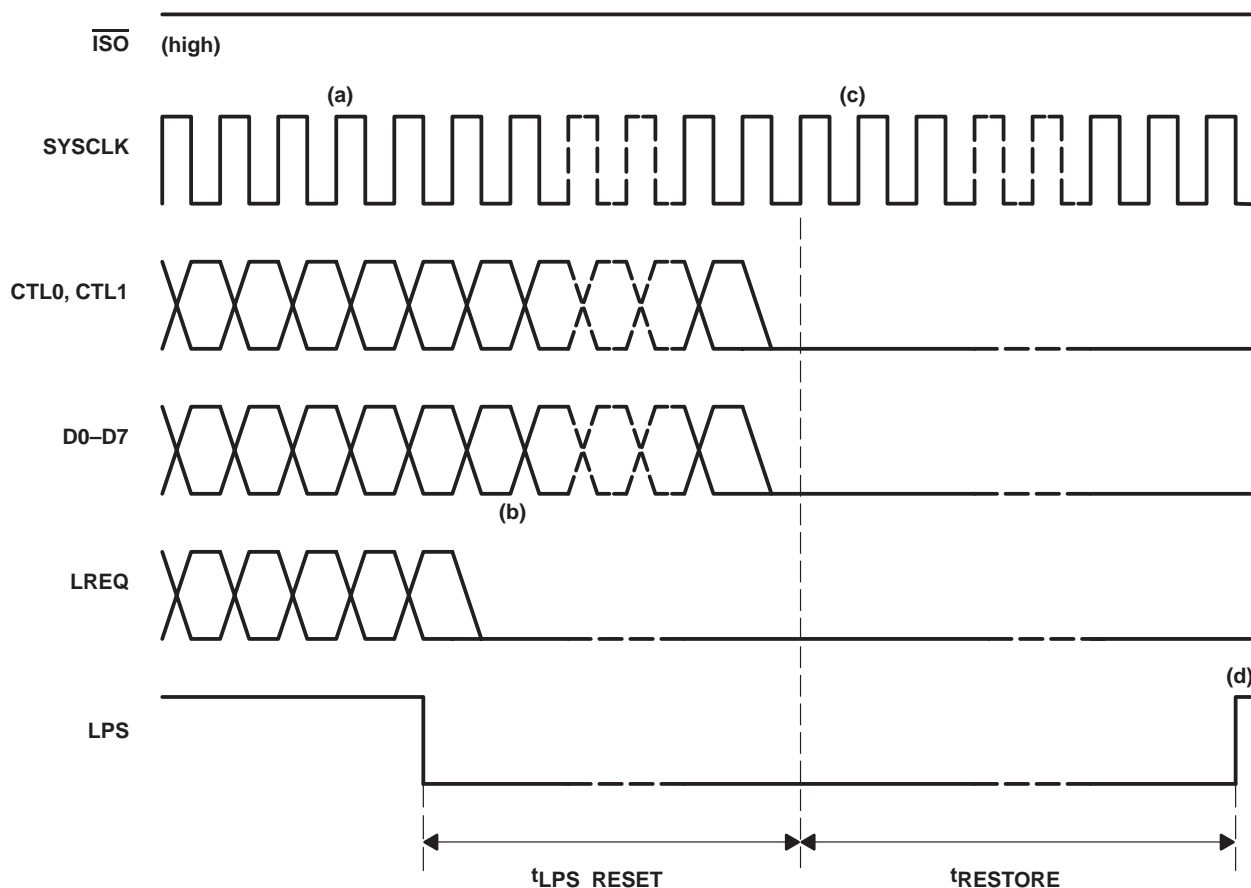 ISO (high)
(a) (c)
SYSCLK
CTL0, CTL1
D0–D7
(b)
LREQ
(d)
LPS
tLPS_RESET tRESTORE